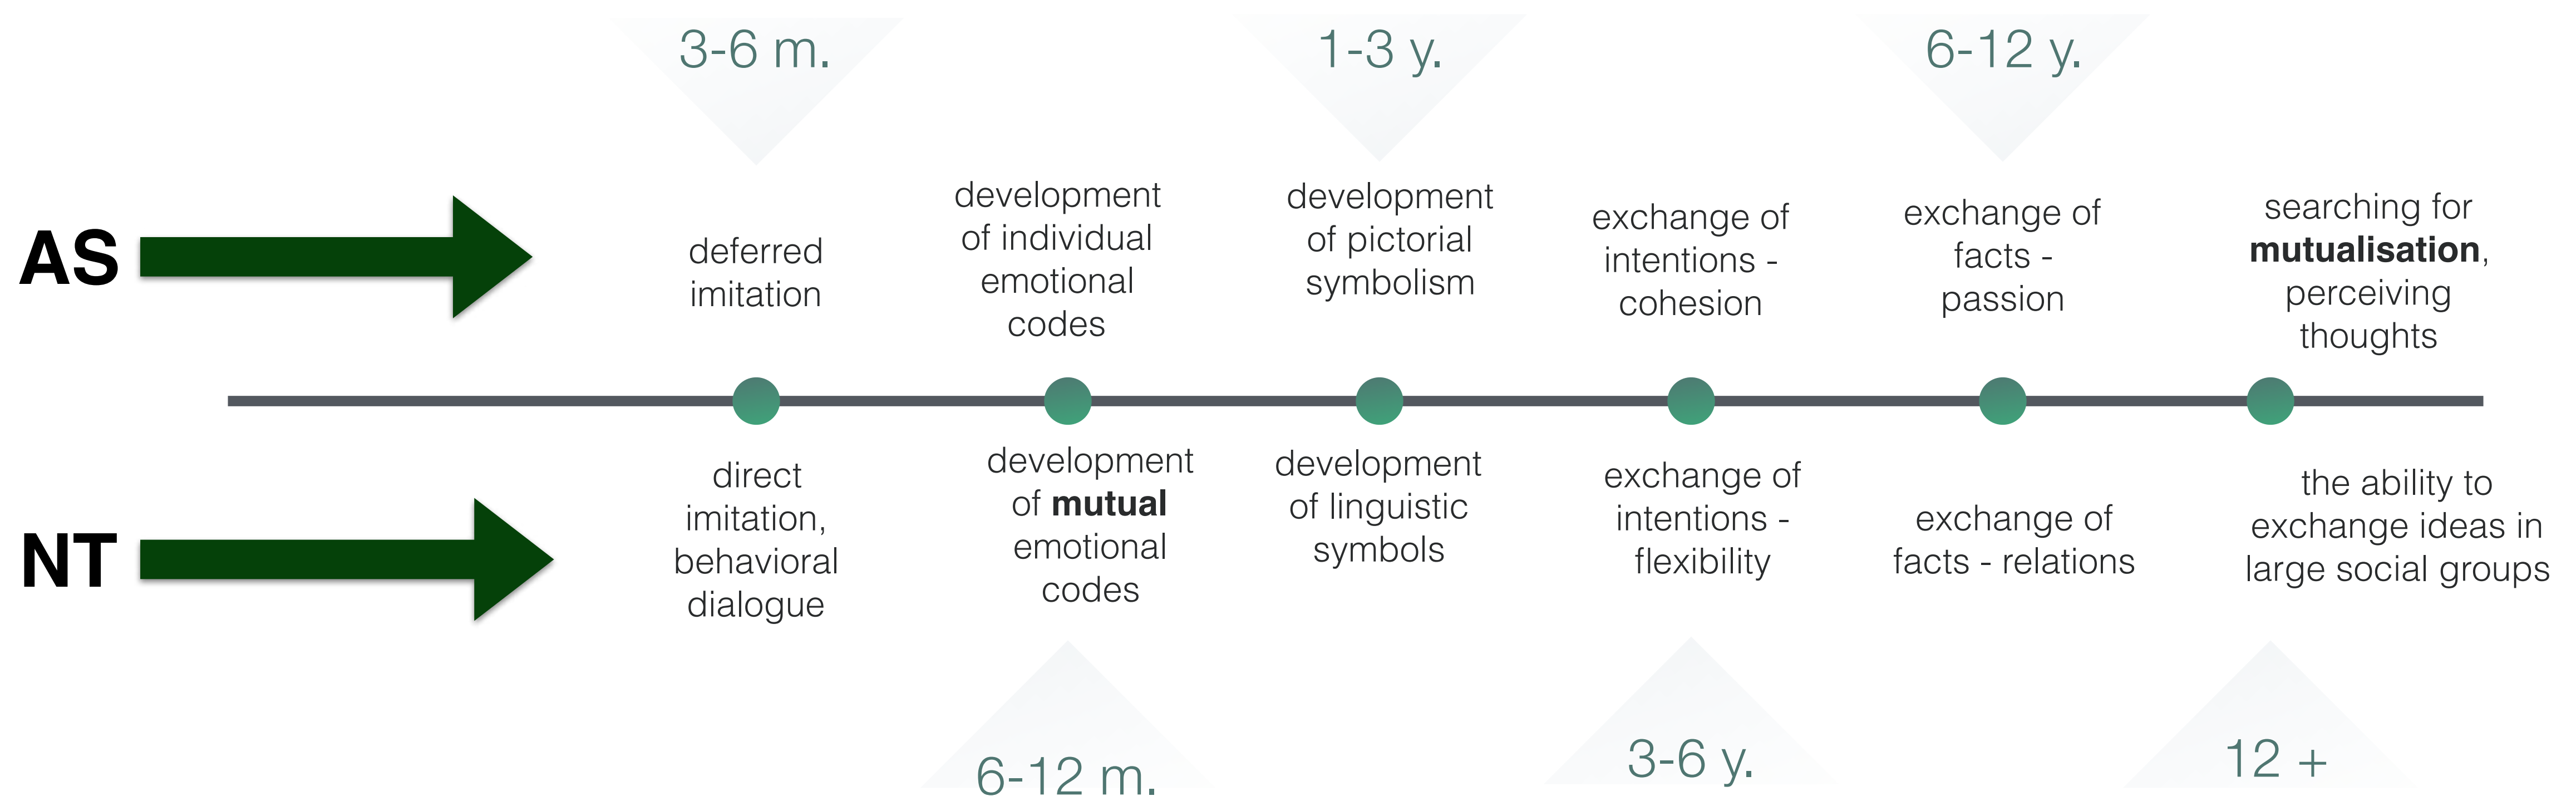 3-6 m.
1-3 y.
6-12 y.
AS
deferred
imitation
development
of individual
emotional
codes
development
of pictorial
symbolism
exchange of
intentions -
cohesion
exchange of
facts -
passion
searching for
mutualisation,
perceiving
thoughts
NT
direct
imitation,
behavioral
dialogue
development
of mutual
emotional
codes
development
of linguistic
symbols
exchange of
intentions -
flexibility
exchange of
facts - relations
the ability to
exchange ideas in
large social groups
6-12 m.
3-6 y.
12 +